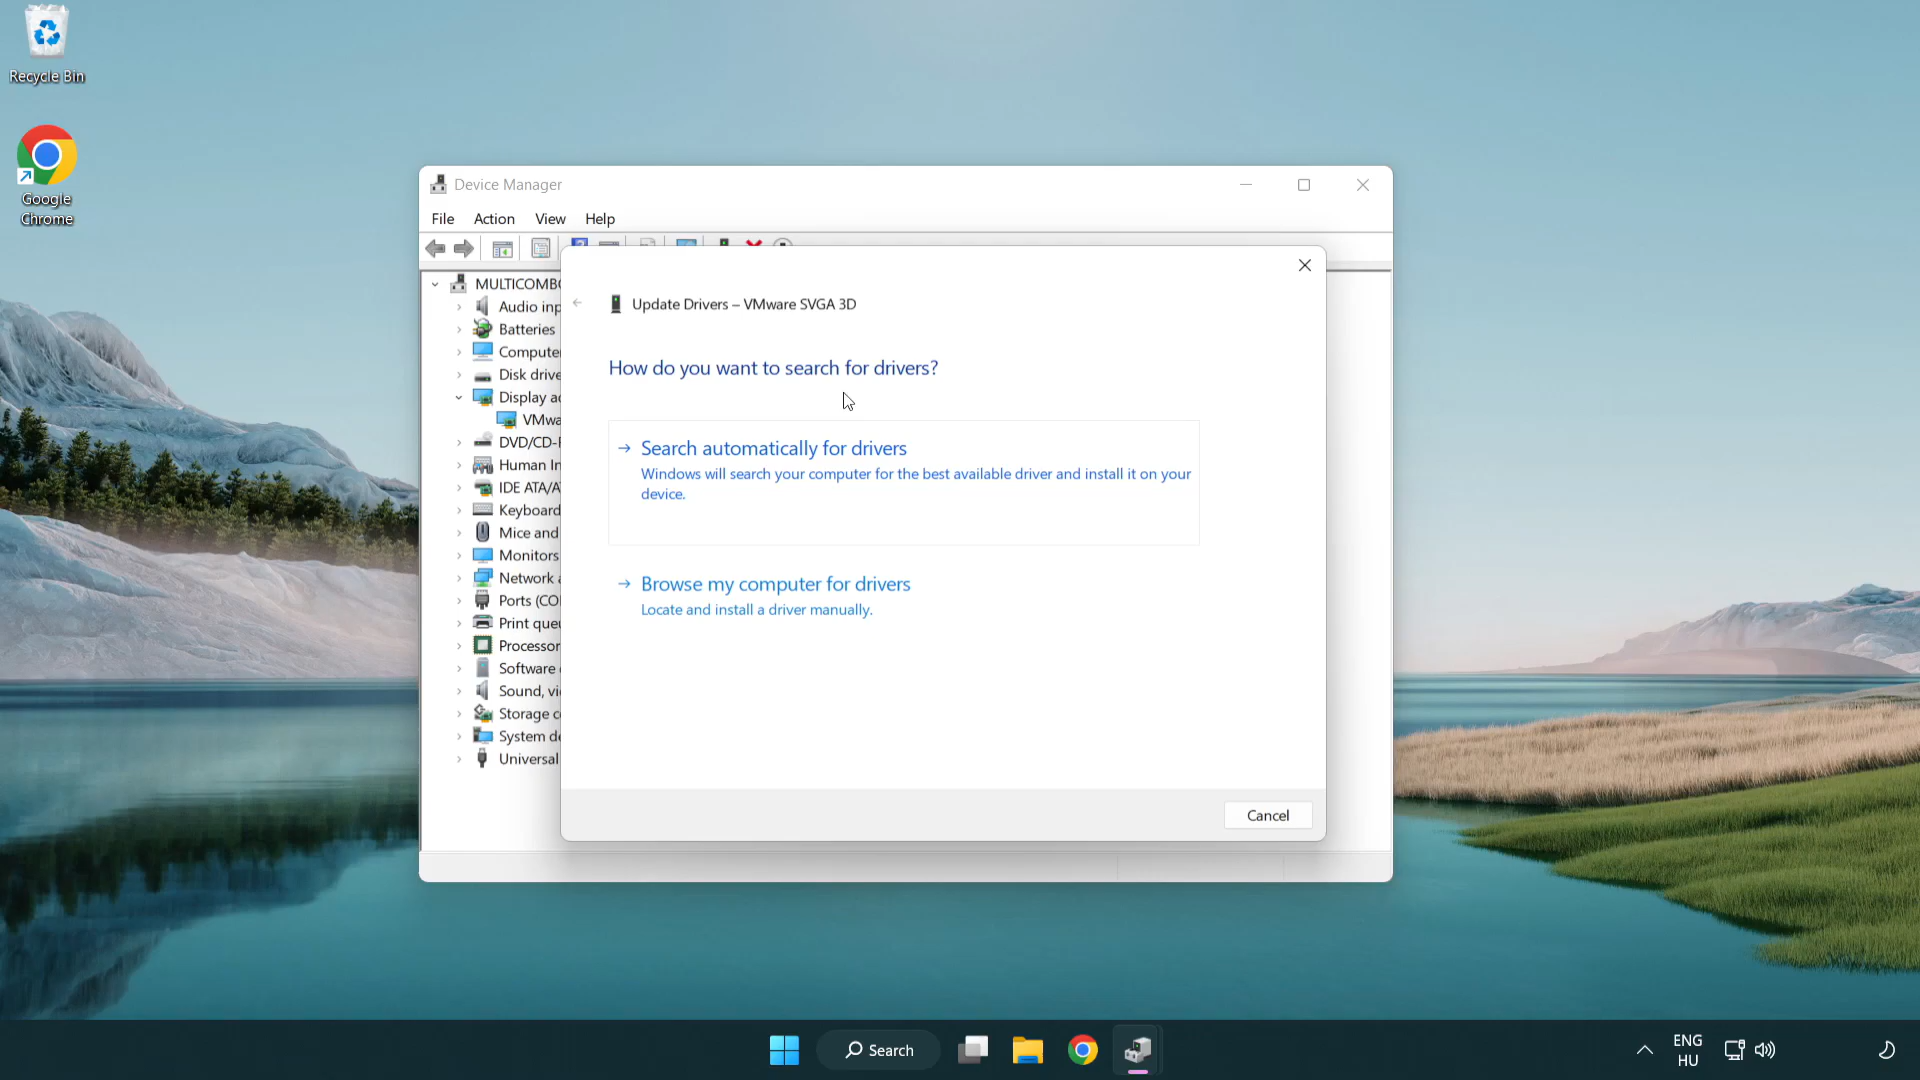 Recycle Bin
Google
Chrome
Device Manager
File Action View Help
MULTICOMBO
Audio inp
Batteries
Compute
Disk drive
Display ad
VMwa
DVD/CD-R
Human In
IDE ATA/A
Keyboard
Mice and
Monitors
Network a
Ports (CO
Print que
Processor
Software
Sound, vi
Storage c
System de
Universal
Update Drivers – VMware SVGA 3D
How do you want to search for drivers?
Search automatically for drivers
Windows will search your computer for the best available driver and install it on your
device.
Browse my computer for drivers
Locate and install a driver manually.
Cancel
Search
ENG
HU